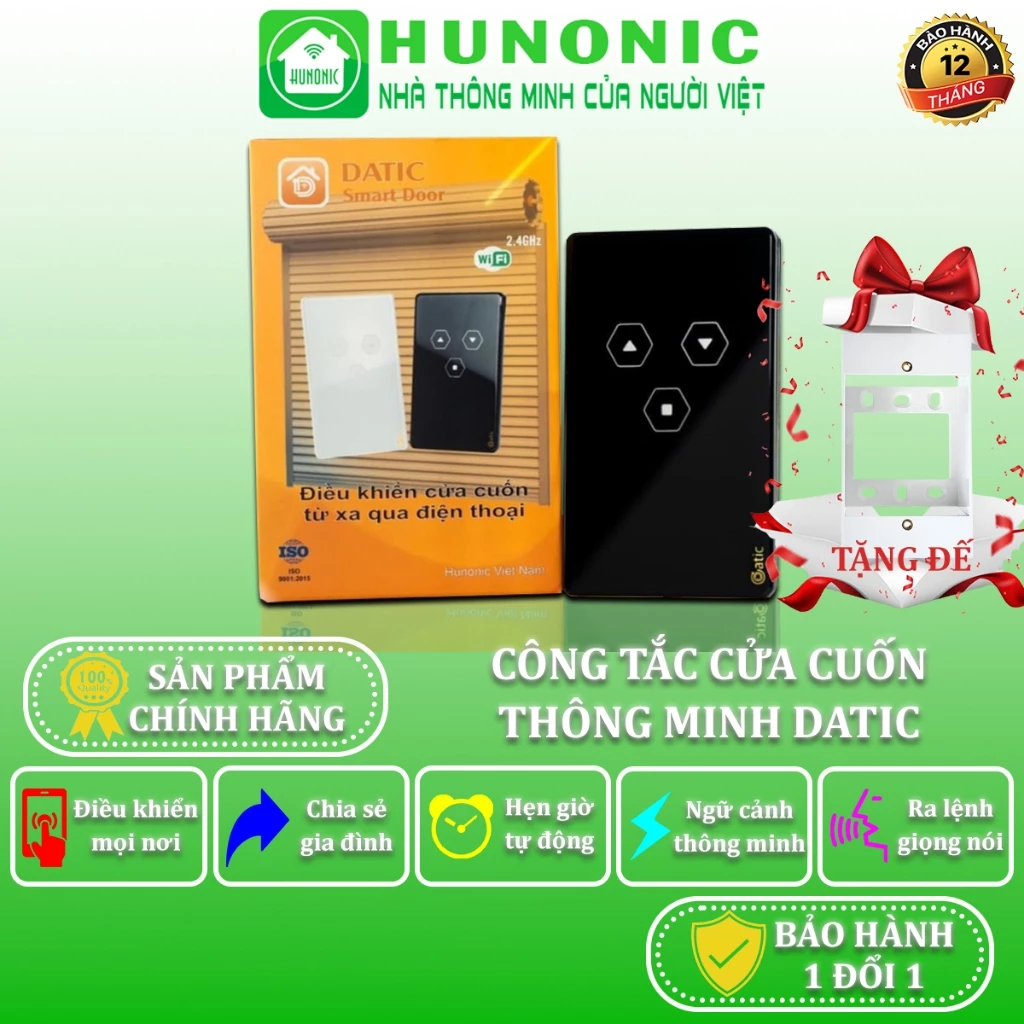 HUNONIC
HUNONIC
NHÀ THÔNG MINH CỦA NGƯỜI VIỆT
BẢO HÀNH
12
THÁNG
DATIC
Smart Door
2.4GHz
WiFi
Điều khiển cửa cuốn
từ xa qua điện thoại
ISO
ISO
9001:2015
Hunonic Việt Nam
Datic
TẶNG ĐẾ
100%
Quality
SẢN PHẨM
CHÍNH HÃNG
CÔNG TẮC CỬA CUỐN
THÔNG MINH DATIC
Điều khiển
mọi nơi
Chia sẻ
gia đình
Hẹn giờ
tự động
Ngữ cảnh
thông minh
Ra lệnh
giọng nói
BẢO HÀNH
1 ĐỔI 1